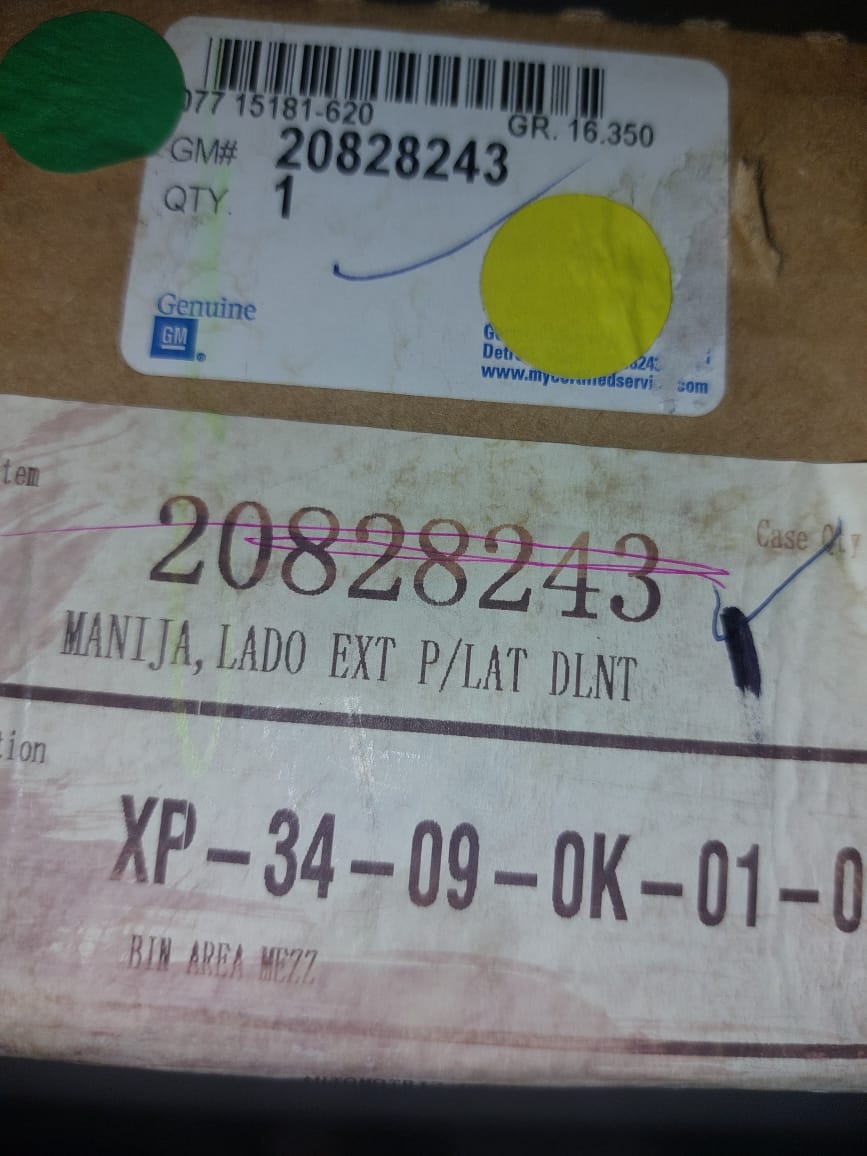 077 15181-620
GR. 16.350
GM# 20828243
QTY. 1
Genuine
GM
®
www.my
com
tem
Case Qty
20828243
MANIJA, LADO EXT P/LAT DLNT
tion
XP-34-09-0K-01-0
BIN AREA MEZZ